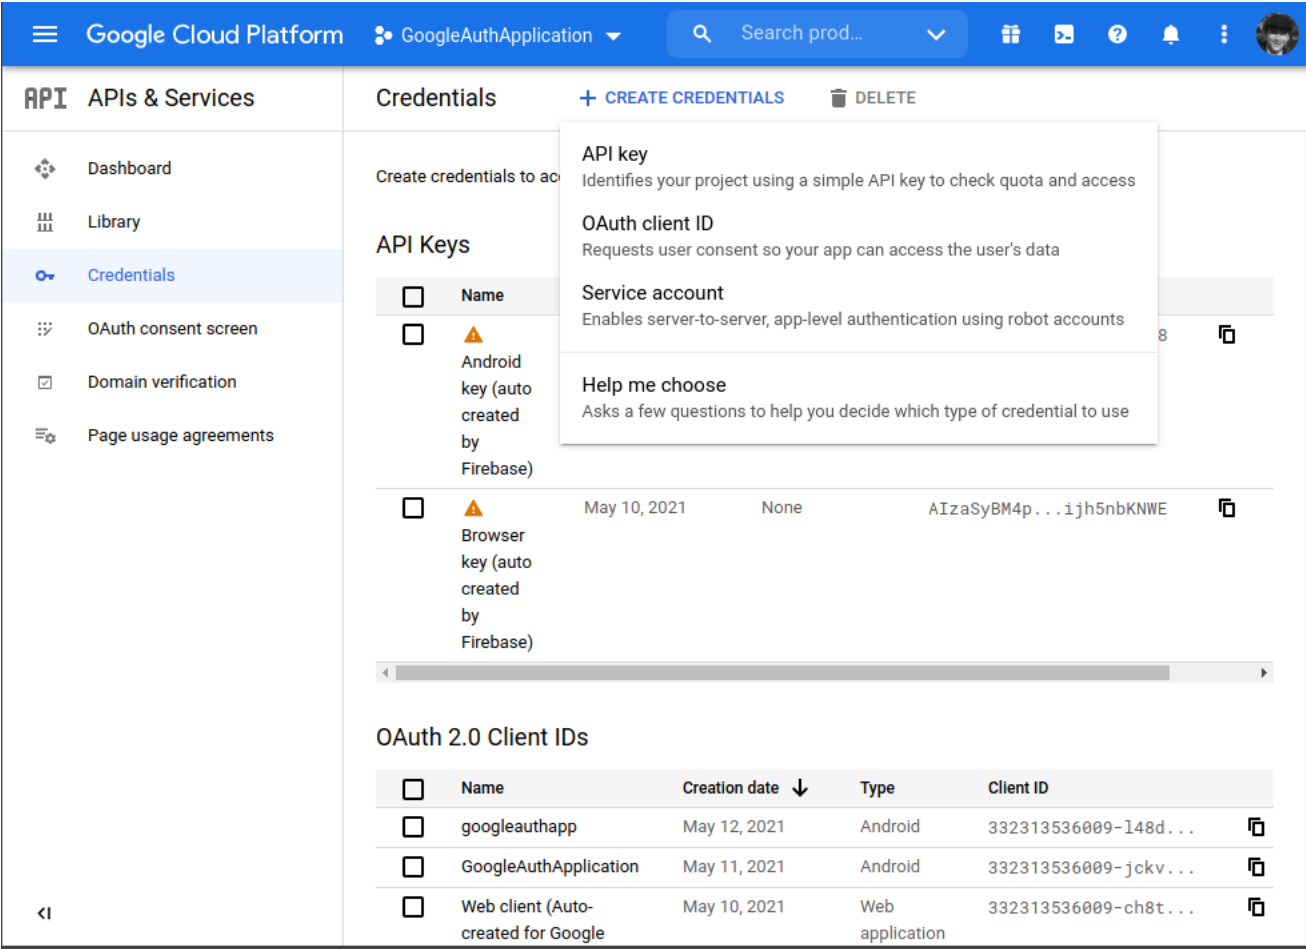 Google Cloud Platform
GoogleAuthApplication
Search prod...
API APIs & Services
Credentials
CREATE CREDENTIALS
DELETE
Dashboard
Library
Credentials
OAuth consent screen
Domain verification
Page usage agreements
Create credentials to
API key
Identifies your project using a simple API key to check quota and access
OAuth client ID
Requests user consent so your app can access the user's data
Service account
Enables server-to-server, app-level authentication using robot accounts
Help me choose
Asks a few questions to help you decide which type of credential to use
API Keys
Name
Android
key (auto
created
by
Firebase)
8
May 10, 2021 None AIzaSyBM4p...ijh5nbKNWE
Browser
key (auto
created
by
Firebase)
OAuth 2.0 Client IDs
Name Creation date Type Client ID
googleauthapp May 12, 2021 Android 332313536009-l48d...
GoogleAuthApplication May 11, 2021 Android 332313536009-jckv...
Web client (Auto- May 10, 2021 Web 332313536009-ch8t...
created for Google application